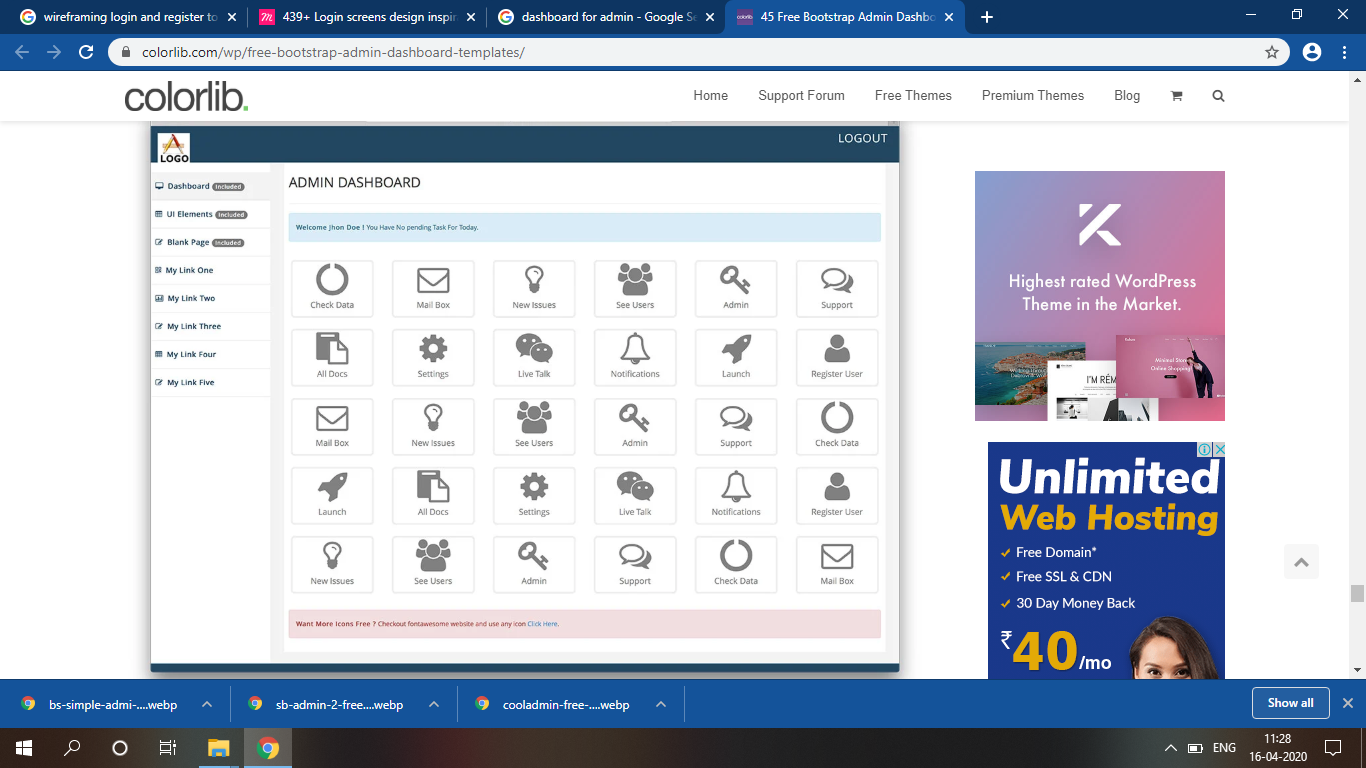 wireframing login and register to
439+ Login screens design inspir
dashboard for admin - Google Se
45 Free Bootstrap Admin Dashbo
colorlib.com/wp/free-bootstrap-admin-dashboard-templates/
colorlib.
Home Support Forum Free Themes Premium Themes Blog
LOGO
LOGOUT
Dashboard Included
UI Elements Included
Blank Page Included
My Link One
My Link Two
My Link Three
My Link Four
My Link Five
ADMIN DASHBOARD
Welcome Jhon Doe ! You Have No pending Task For Today.
Check Data Mail Box New Issues See Users Admin Support
All Docs Settings Live Talk Notifications Launch Register User
Mail Box New Issues See Users Admin Support Check Data
Launch All Docs Settings Live Talk Notifications Register User
New Issues See Users Admin Support Check Data Mail Box
Want More Icons Free ? Checkout fontawesome website and use any icon Click Here.
Highest rated WordPress
Theme in the Market.
Minimal Store
Online Shopping
I'M RÉM
Unlimited
Web Hosting
Free Domain*
Free SSL & CDN
30 Day Money Back
₹40/mo
bs-simple-admi-....webp
sb-admin-2-free....webp
cooladmin-free-....webp
Show all
ENG
11:28
16-04-2020